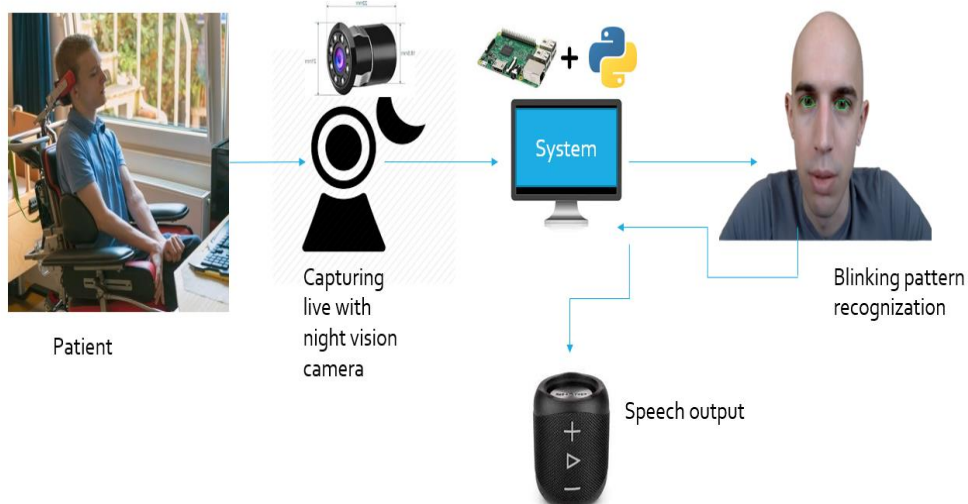 System
Capturing
live with
night vision
camera
Patient
Blinking pattern
recognization
Speech output